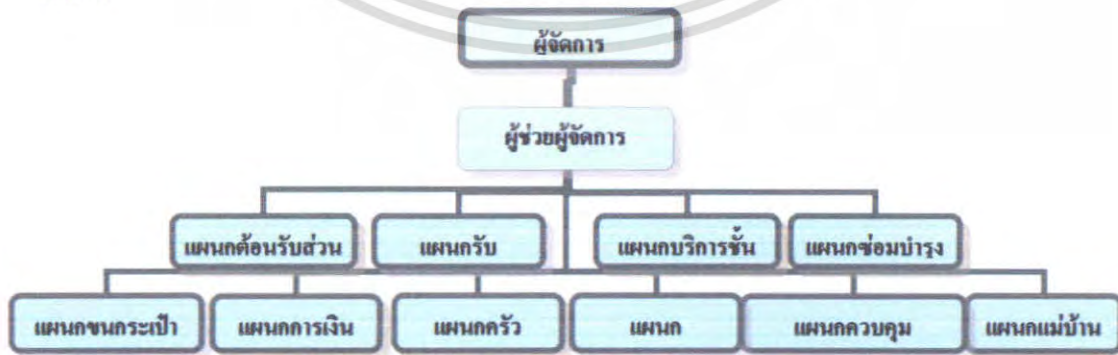 ผู้จัดการ
ผู้ช่วยผู้จัดการ
แผนกต้อนรับส่วน แผนกรับ แผนกบริการชั้น แผนกซ่อมบำรุง
แผนกขนกระเป๋า แผนกการเงิน แผนกครัว แผนก แผนกควบคุม แผนกแม่บ้าน